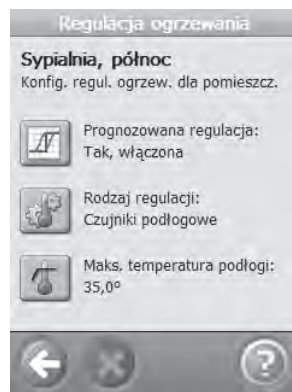 Regulacja ogrzewania
Sypialnia, północ
Konfig. regul. ogrzew. dla pomieszcz.
Prognozowana regulacja:
Tak, włączona
Rodzaj regulacji:
Czujniki podłogowe
Maks. temperatura podłogi:
35,0°
?